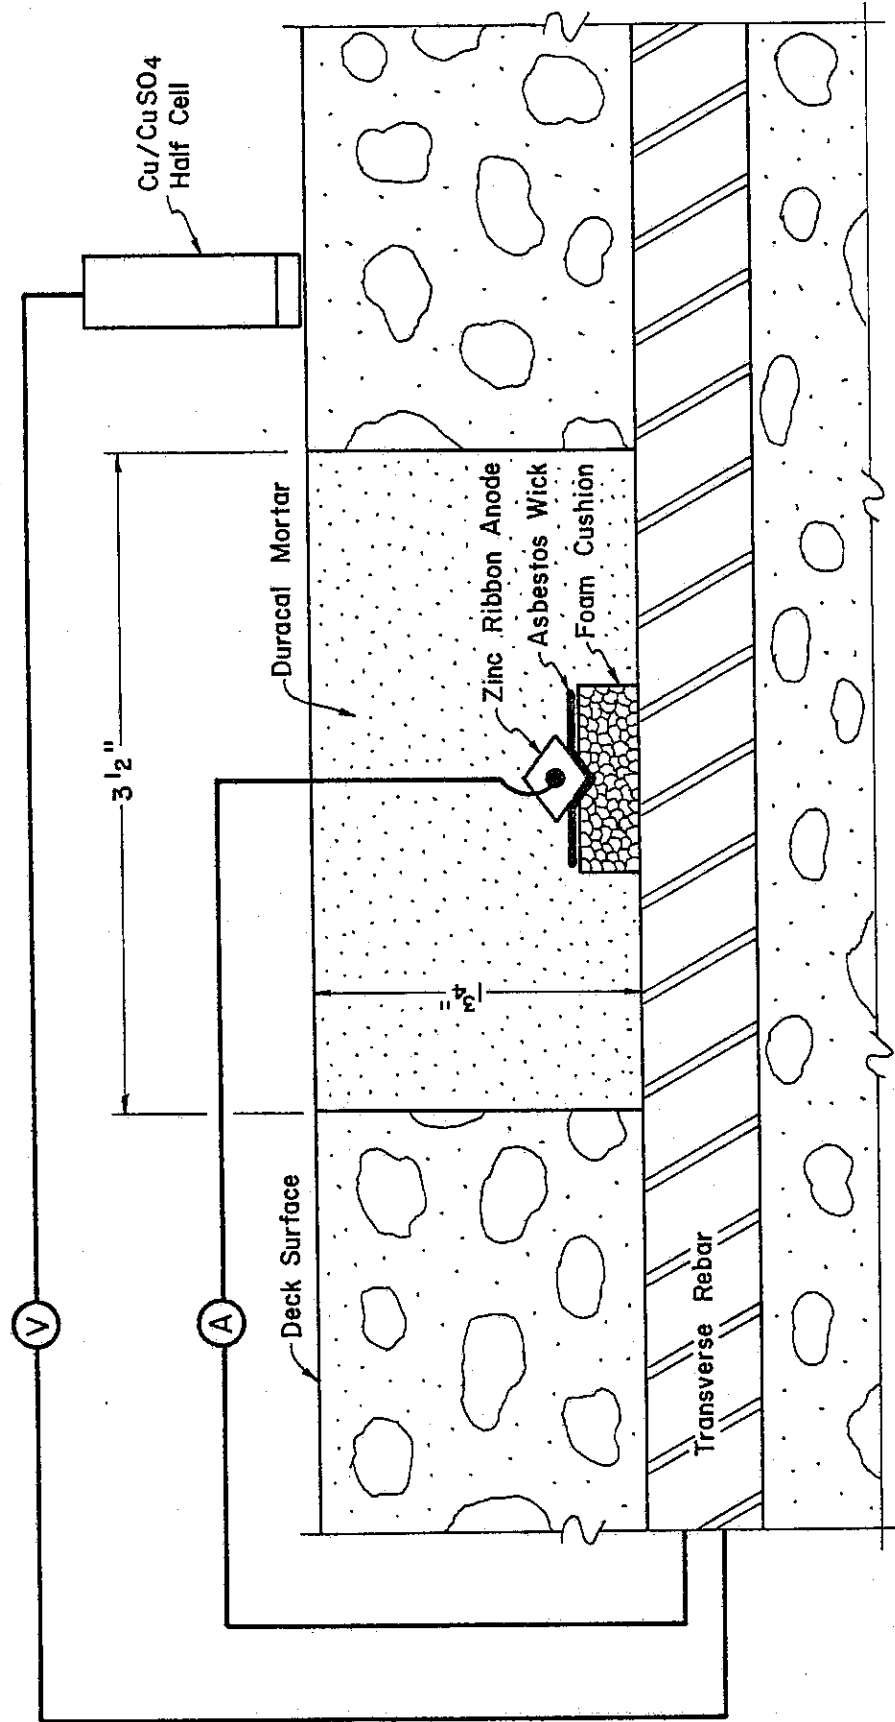 Cu/CuSO4
Half Cell
3 1/2"
Duracal Mortar
Zinc Ribbon Anode
Asbestos Wick
Foam Cushion
1 3/4"
V
A
Deck Surface
Transverse Rebar